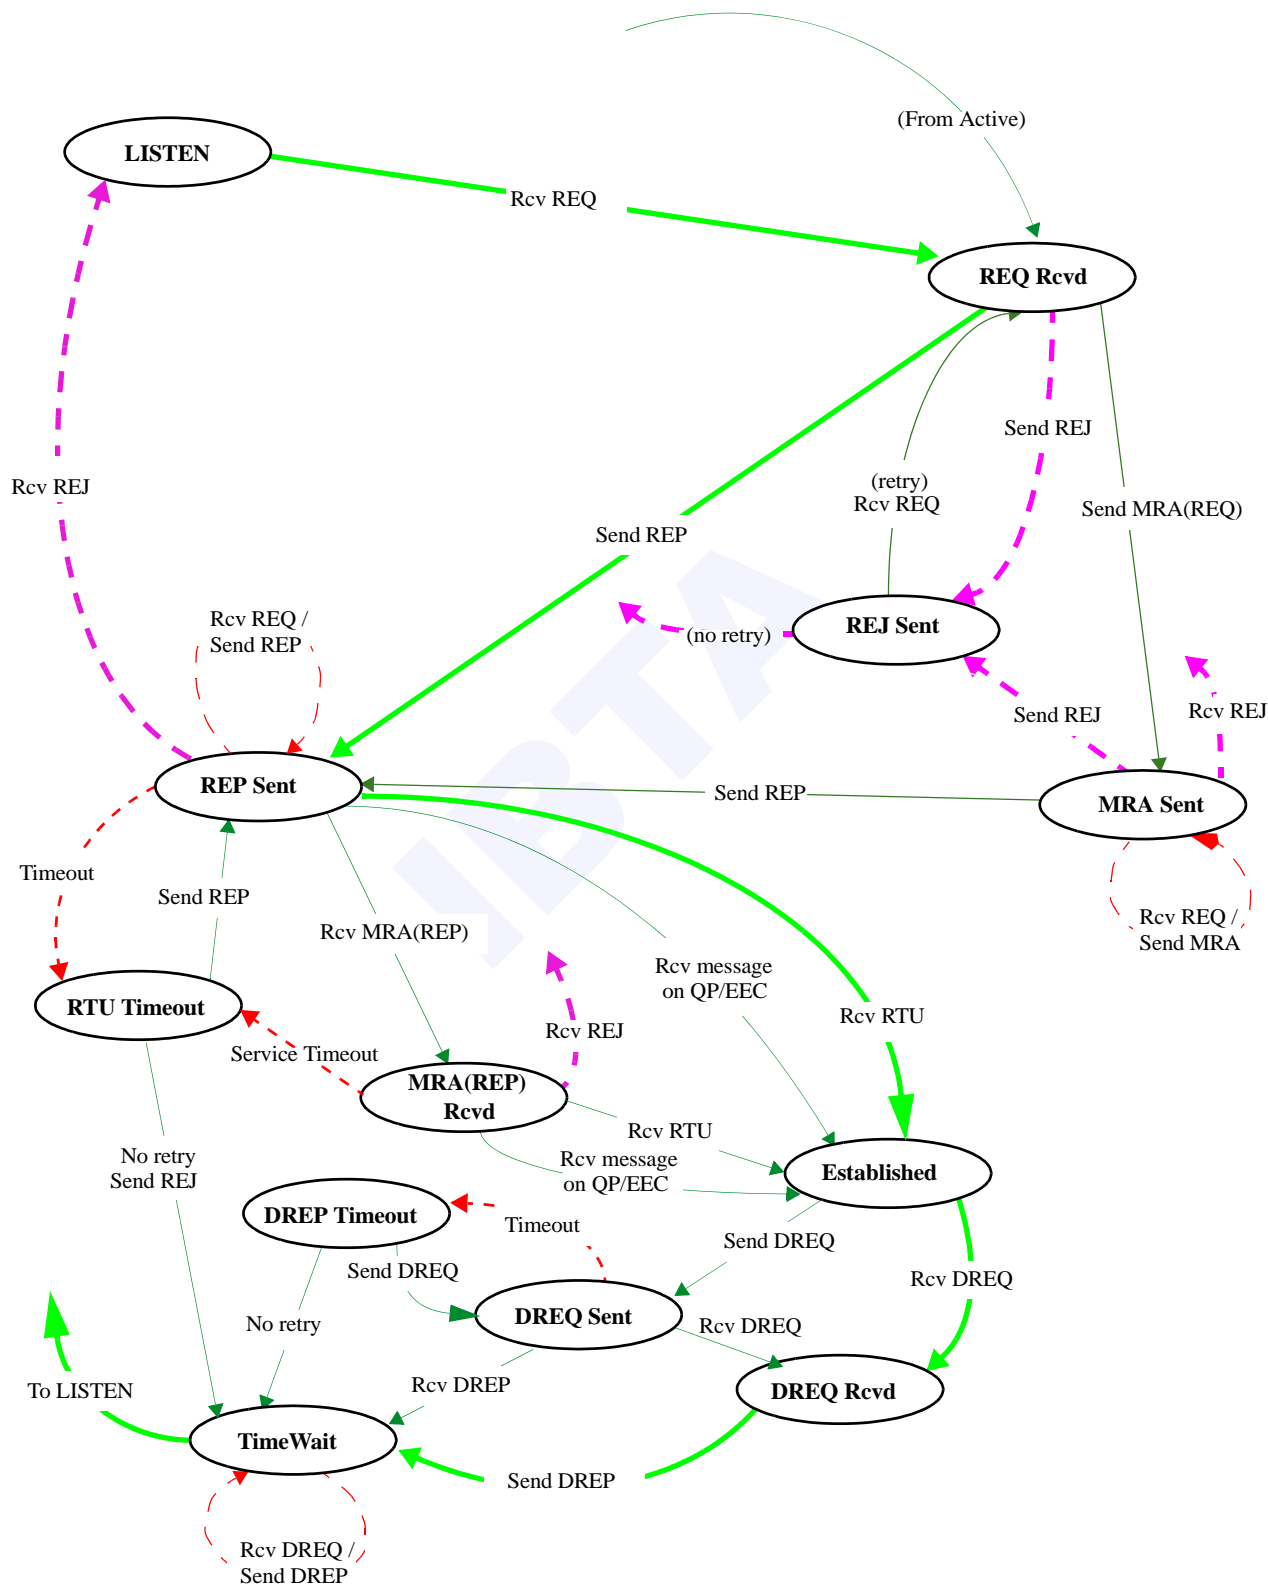 (From Active)
LISTEN
Rcv REQ
REQ Rcvd
Send REJ
Rcv REJ
(retry)
Rcv REQ
Send MRA(REQ)
Send REP
Rcv REQ /
Send REP
REJ Sent
(no retry)
Send REJ
Rcv REJ
REP Sent
Send REP
MRA Sent
Timeout
Send REP
Rcv MRA(REP)
Rcv REQ /
Send MRA
Rcv message
on QP/EEC
RTU Timeout
Rcv RTU
Rcv REJ
Service Timeout
MRA(REP)
Rcvd
Rcv RTU
No retry
Send REJ
Rcv message
on QP/EEC
Established
DREP Timeout
Timeout
Send DREQ
Send DREQ
Rcv DREQ
DREQ Sent
No retry
Rcv DREQ
To LISTEN
Rcv DREP
DREQ Rcvd
TimeWait
Send DREP
Rcv DREQ /
Send DREP
IBTA